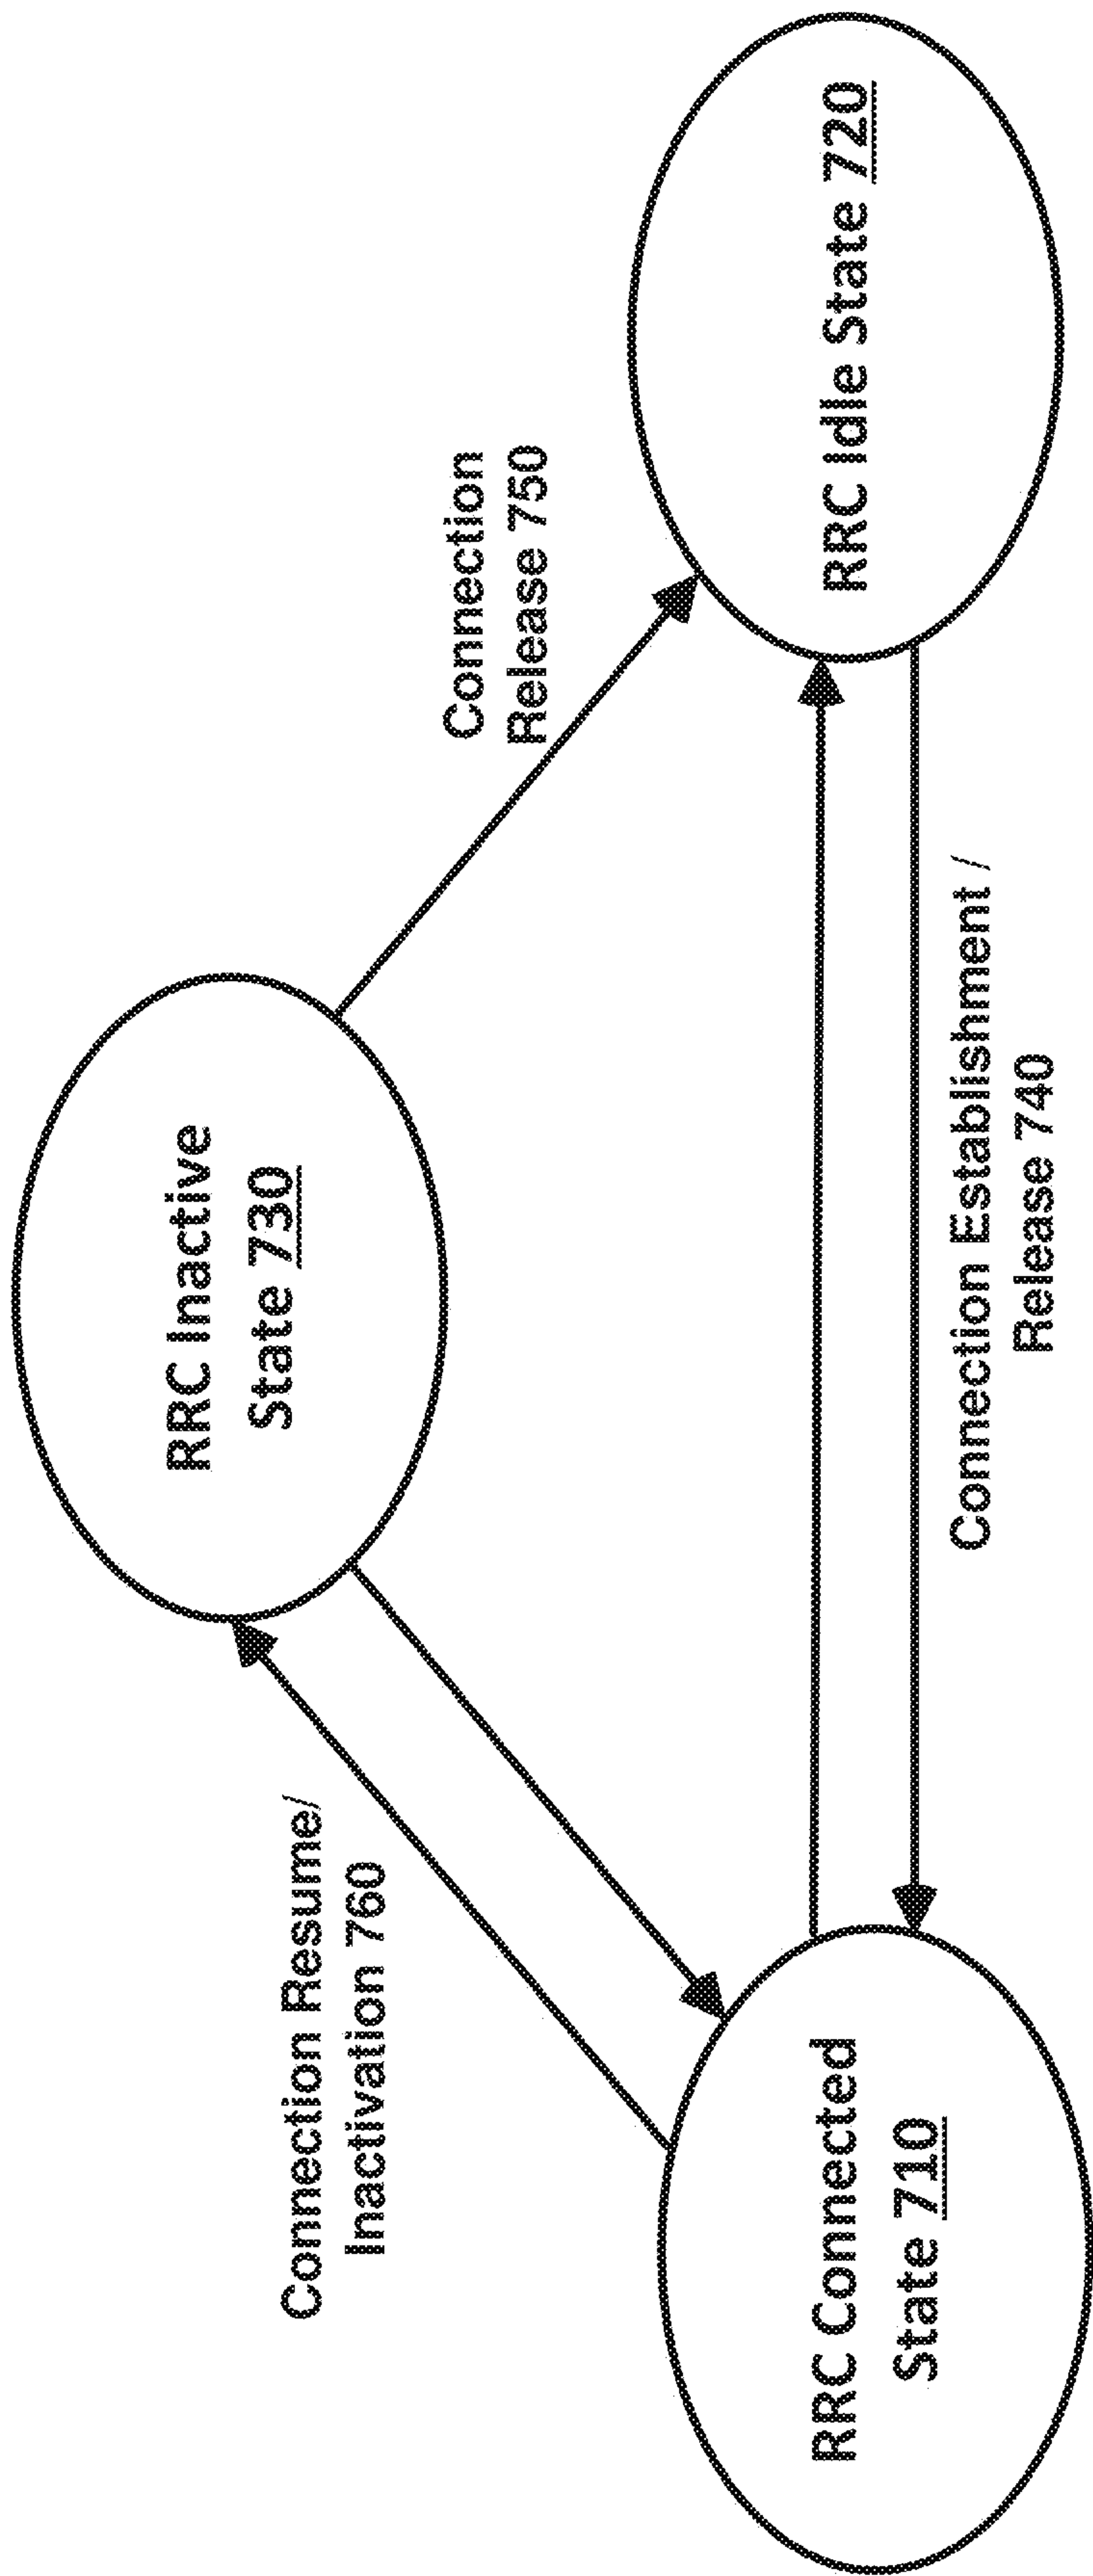 RRC Inactive
State 730
Connection Resume/
Inactivation 760
Connection
Release 750
RRC Connected
State 710
RRC Idle State 720
Connection Establishment /
Release 740